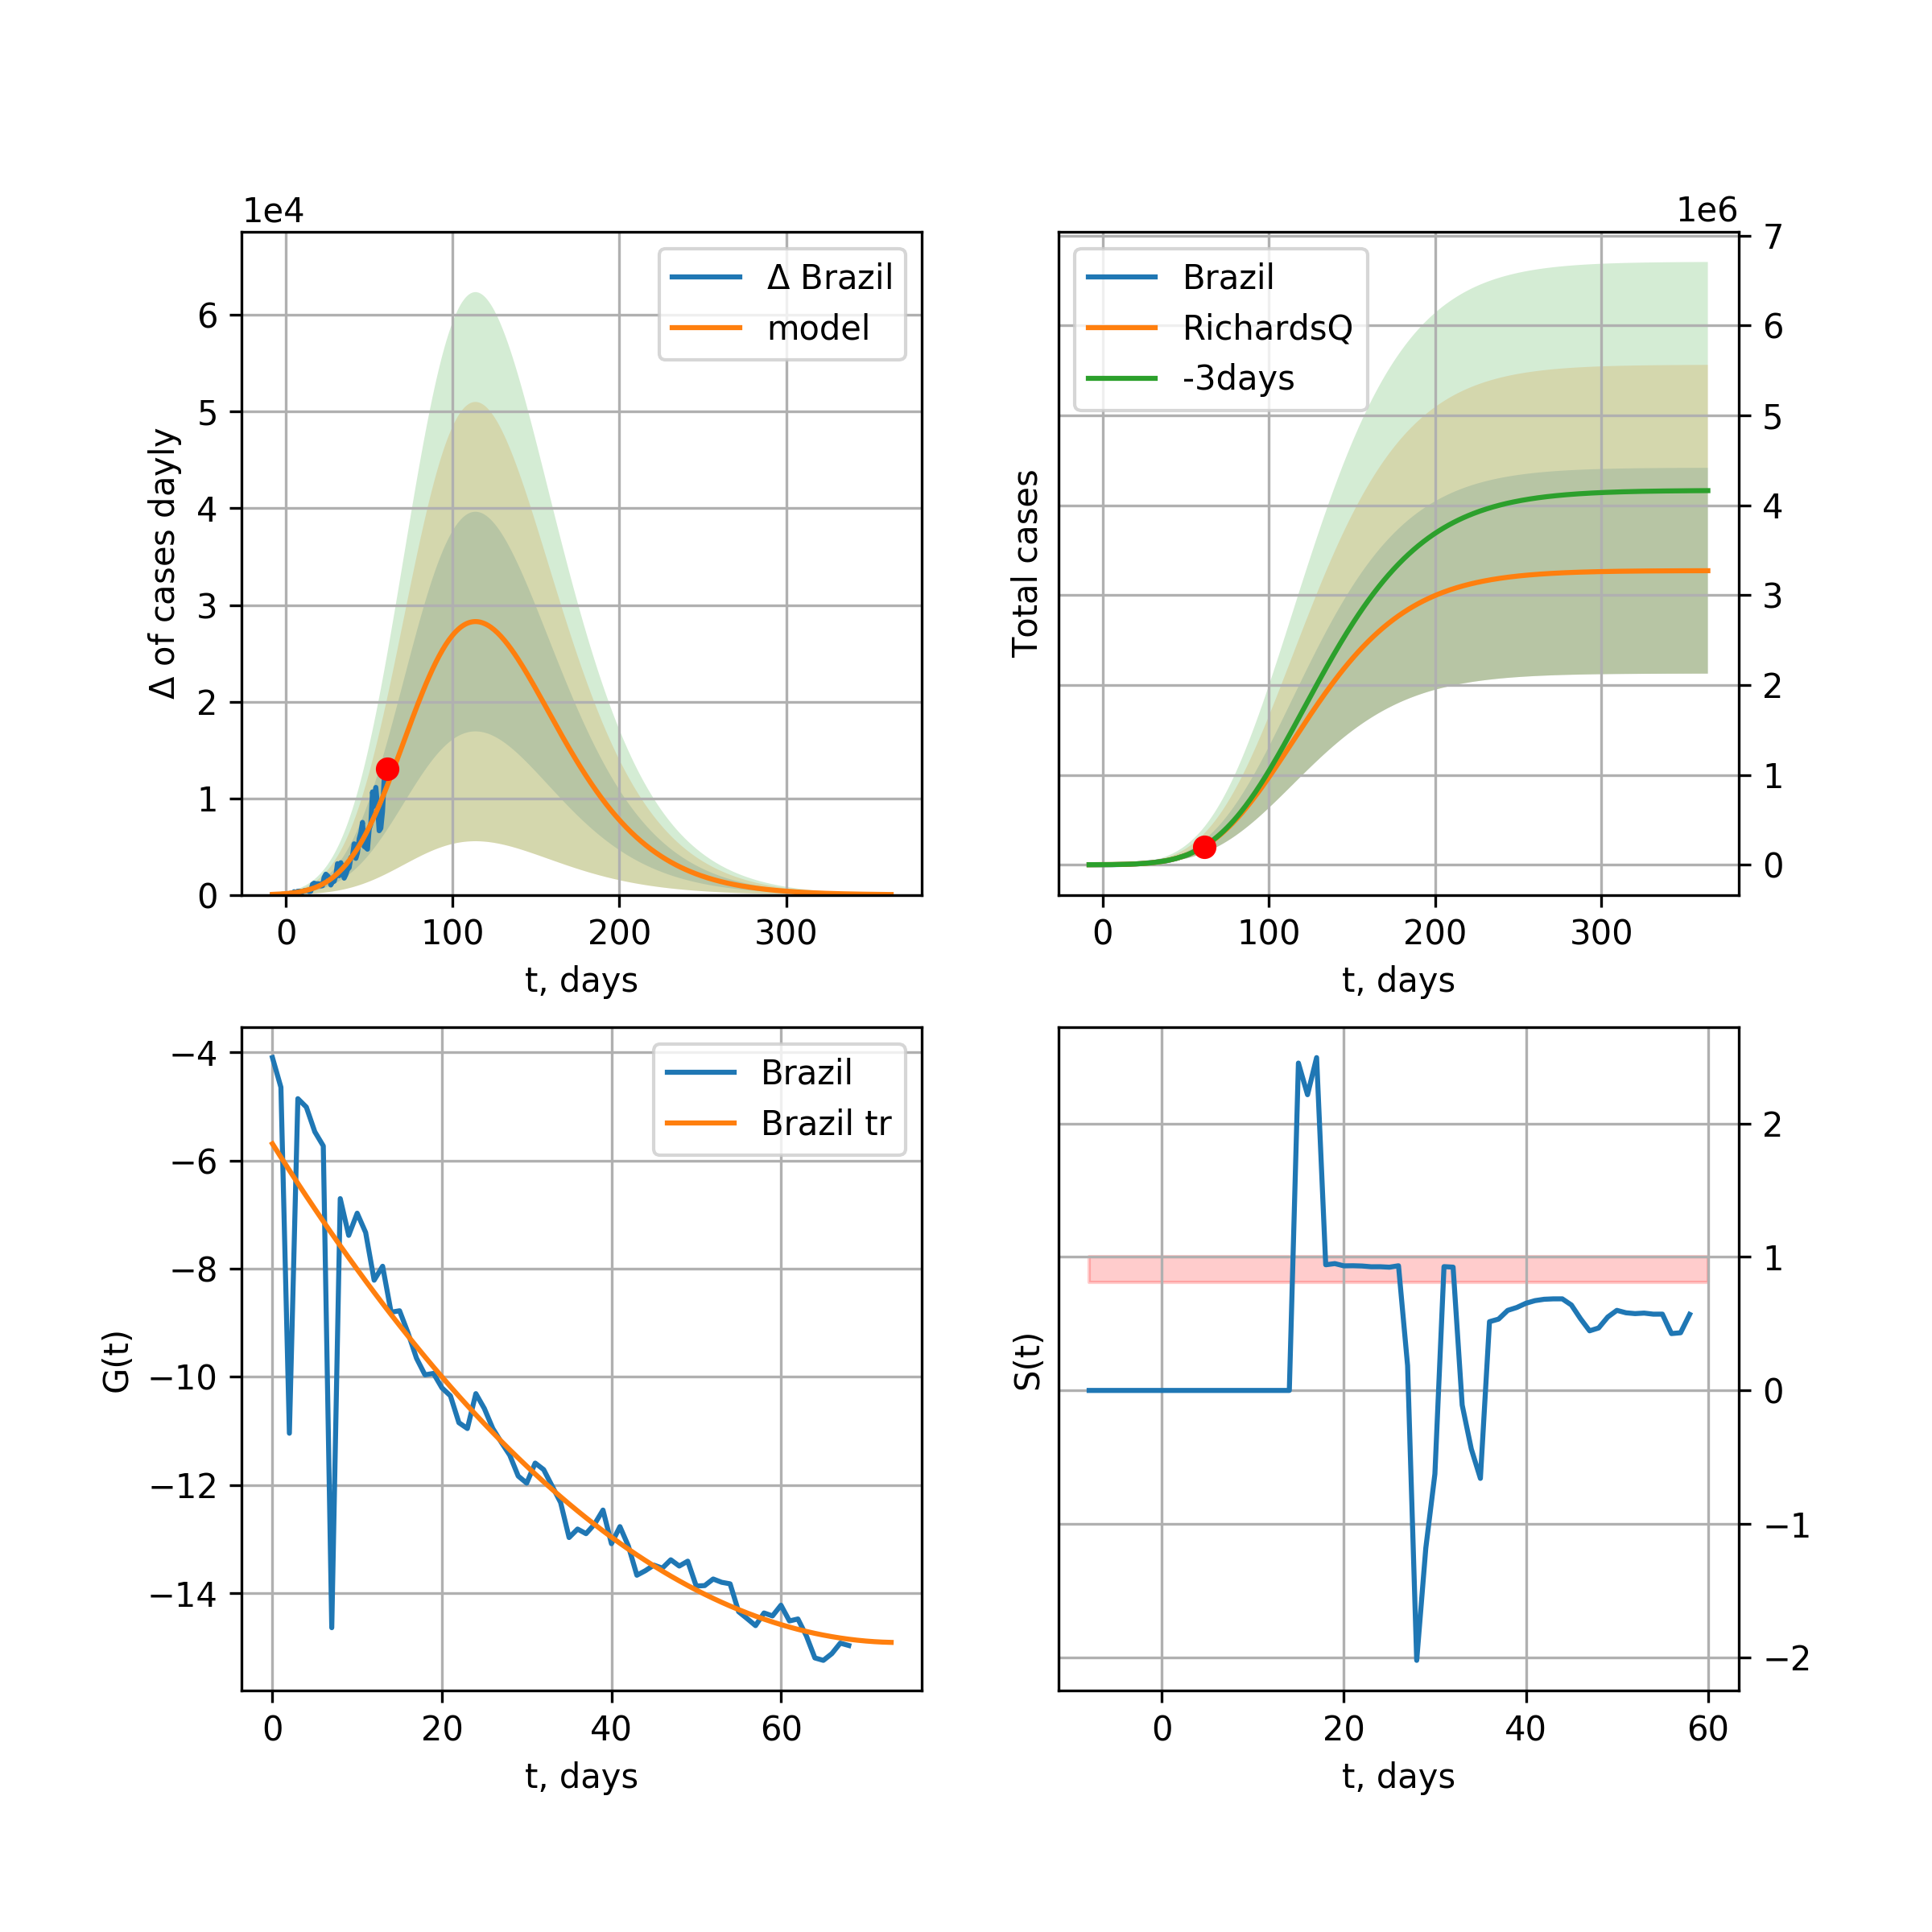 1e4
Δ of cases dayly
6
5
4
3
2
1
0
Δ Brazil
model
0 100 200 300
t, days
1e6
Total cases
Brazil
RichardsQ
-3days
7
6
5
4
3
2
1
0
0 100 200 300
t, days
G(t)
−4
−6
−8
−10
−12
−14
Brazil
Brazil tr
0 20 40 60
t, days
S(t)
2
1
0
−1
−2
0 20 40 60
t, days